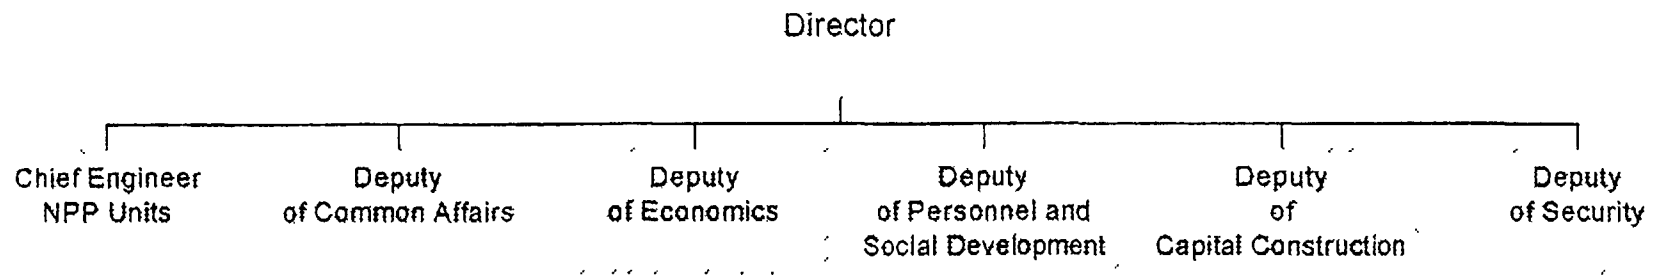 Director
Chief Engineer
NPP Units
Deputy
of Common Affairs
Deputy
of Economics
Deputy
of Personnel and
Social Development
Deputy
of
Capital Construction
Deputy
of Security